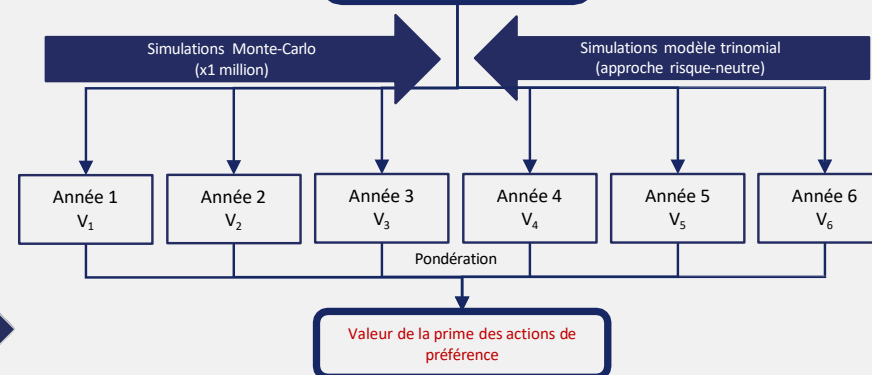 Simulations Monte-Carlo
(x1 million)
Simulations modèle trinomial
(approche risque-neutre)
Année 1
V1
Année 2
V2
Année 3
V3
Année 4
V4
Année 5
V5
Année 6
V6
Pondération
Valeur de la prime des actions de
préférence